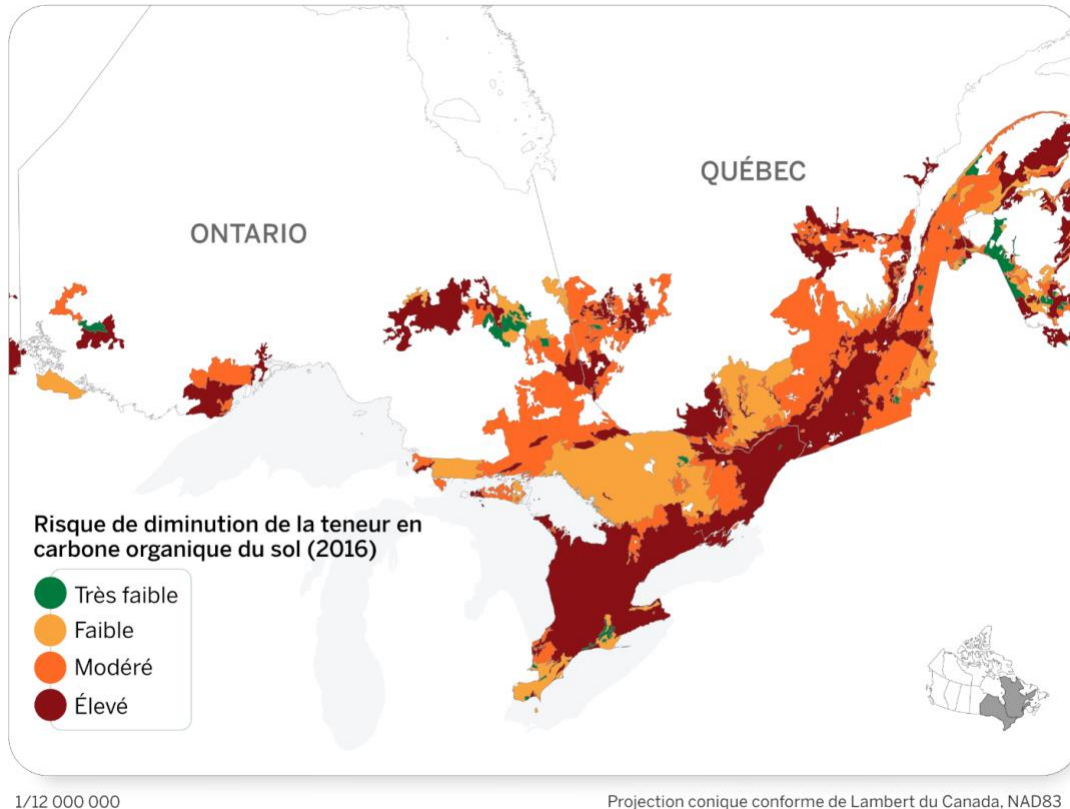 QUÉBEC
ONTARIO
Risque de diminution de la teneur en
carbone organique du sol (2016)
Très faible
Faible
Modéré
Élevé
1/12 000 000
Projection conique conforme de Lambert du Canada, NAD83